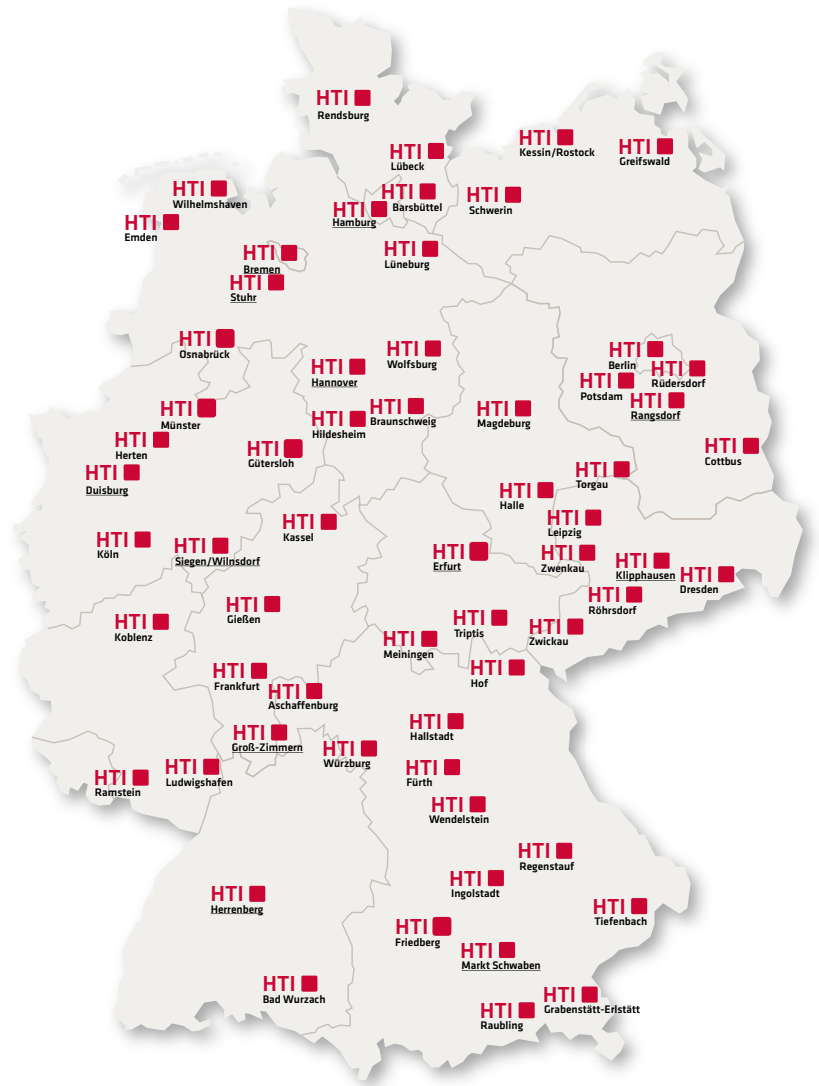 HTI
Rendsburg
HTI
Kessin/Rostock
HTI
Greifswald
HTI
Lübeck
HTI
Wilhelmshaven
HTI
Barsbüttel
HTI
Schwerin
HTI
Hamburg
HTI
Emden
HTI
Bremen
HTI
Lüneburg
HTI
Stuhr
HTI
Osnabrück
HTI
Wolfsburg
HTI
Berlin
HTI
Hannover
HTI
Rüdersdorf
HTI
Potsdam
HTI
Rangsdorf
HTI
Münster
HTI
Braunschweig
HTI
Magdeburg
HTI
Hildesheim
HTI
Herten
HTI
Gütersloh
HTI
Cottbus
HTI
Duisburg
HTI
Torgau
HTI
Halle
HTI
Kassel
HTI
Leipzig
HTI
Köln
HTI
Siegen/Wilnsdorf
HTI
Erfurt
HTI
Zwenkau
HTI
Klipphausen
HTI
Dresden
HTI
Röhrsdorf
HTI
Gießen
HTI
Koblenz
HTI
Triptis
HTI
Zwickau
HTI
Meiningen
HTI
Hof
HTI
Frankfurt
HTI
Aschaffenburg
HTI
Hallstadt
HTI
Groß-Zimmern
HTI
Würzburg
HTI
Ludwigshafen
HTI
Fürth
HTI
Ramstein
HTI
Wendelstein
HTI
Regenstauf
HTI
Ingolstadt
HTI
Herrenberg
HTI
Tiefenbach
HTI
Friedberg
HTI
Markt Schwaben
HTI
Bad Wurzach
HTI
Grabenstätt-Erlstätt
HTI
Raubling